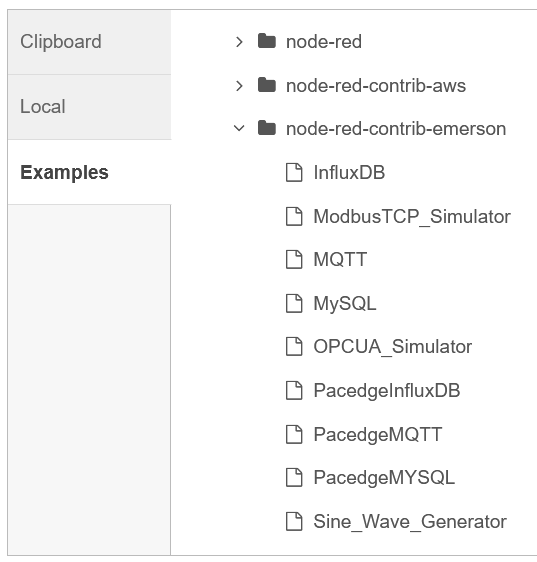 Clipboard
Local
Examples
node-red
node-red-contrib-aws
node-red-contrib-emerson
InfluxDB
ModbusTCP_Simulator
MQTT
MySQL
OPCUA_Simulator
PacedgeInfluxDB
PacedgeMQTT
PacedgeMYSQL
Sine_Wave_Generator